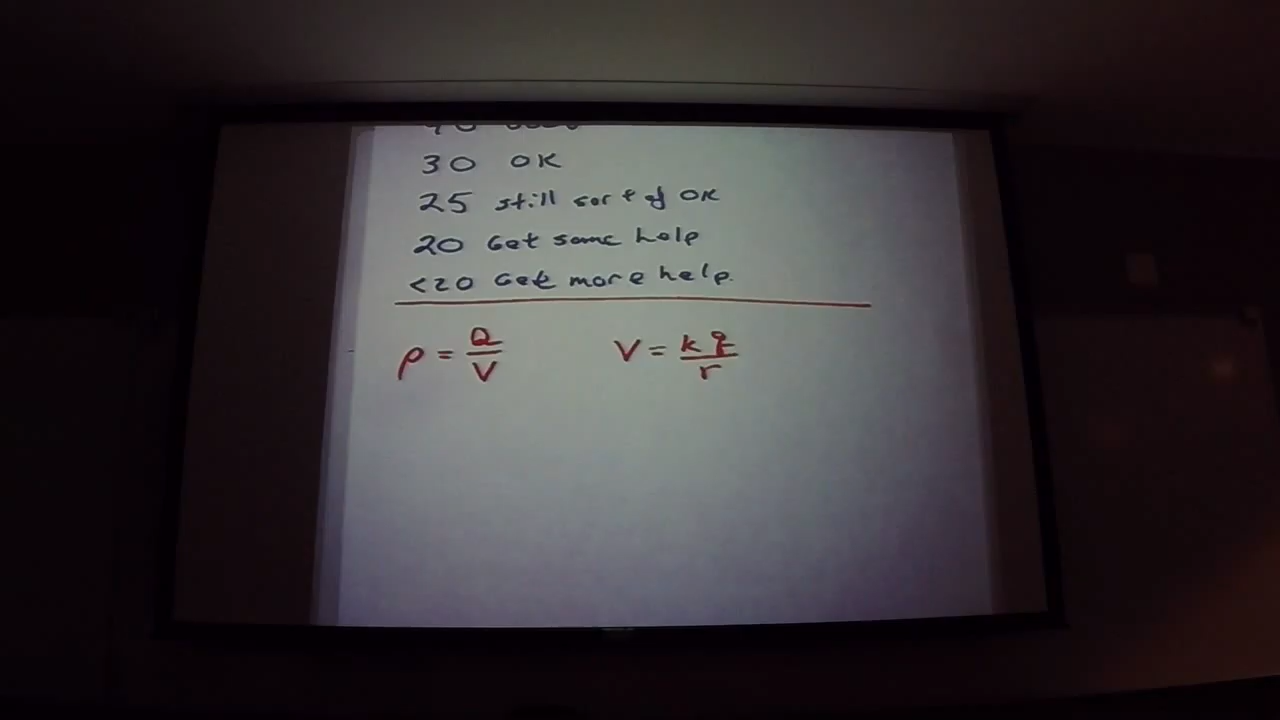 30 OK
25 still sort of OK
20 Get some help
<20 Get more help.
ρ = Q/V V = kq/r